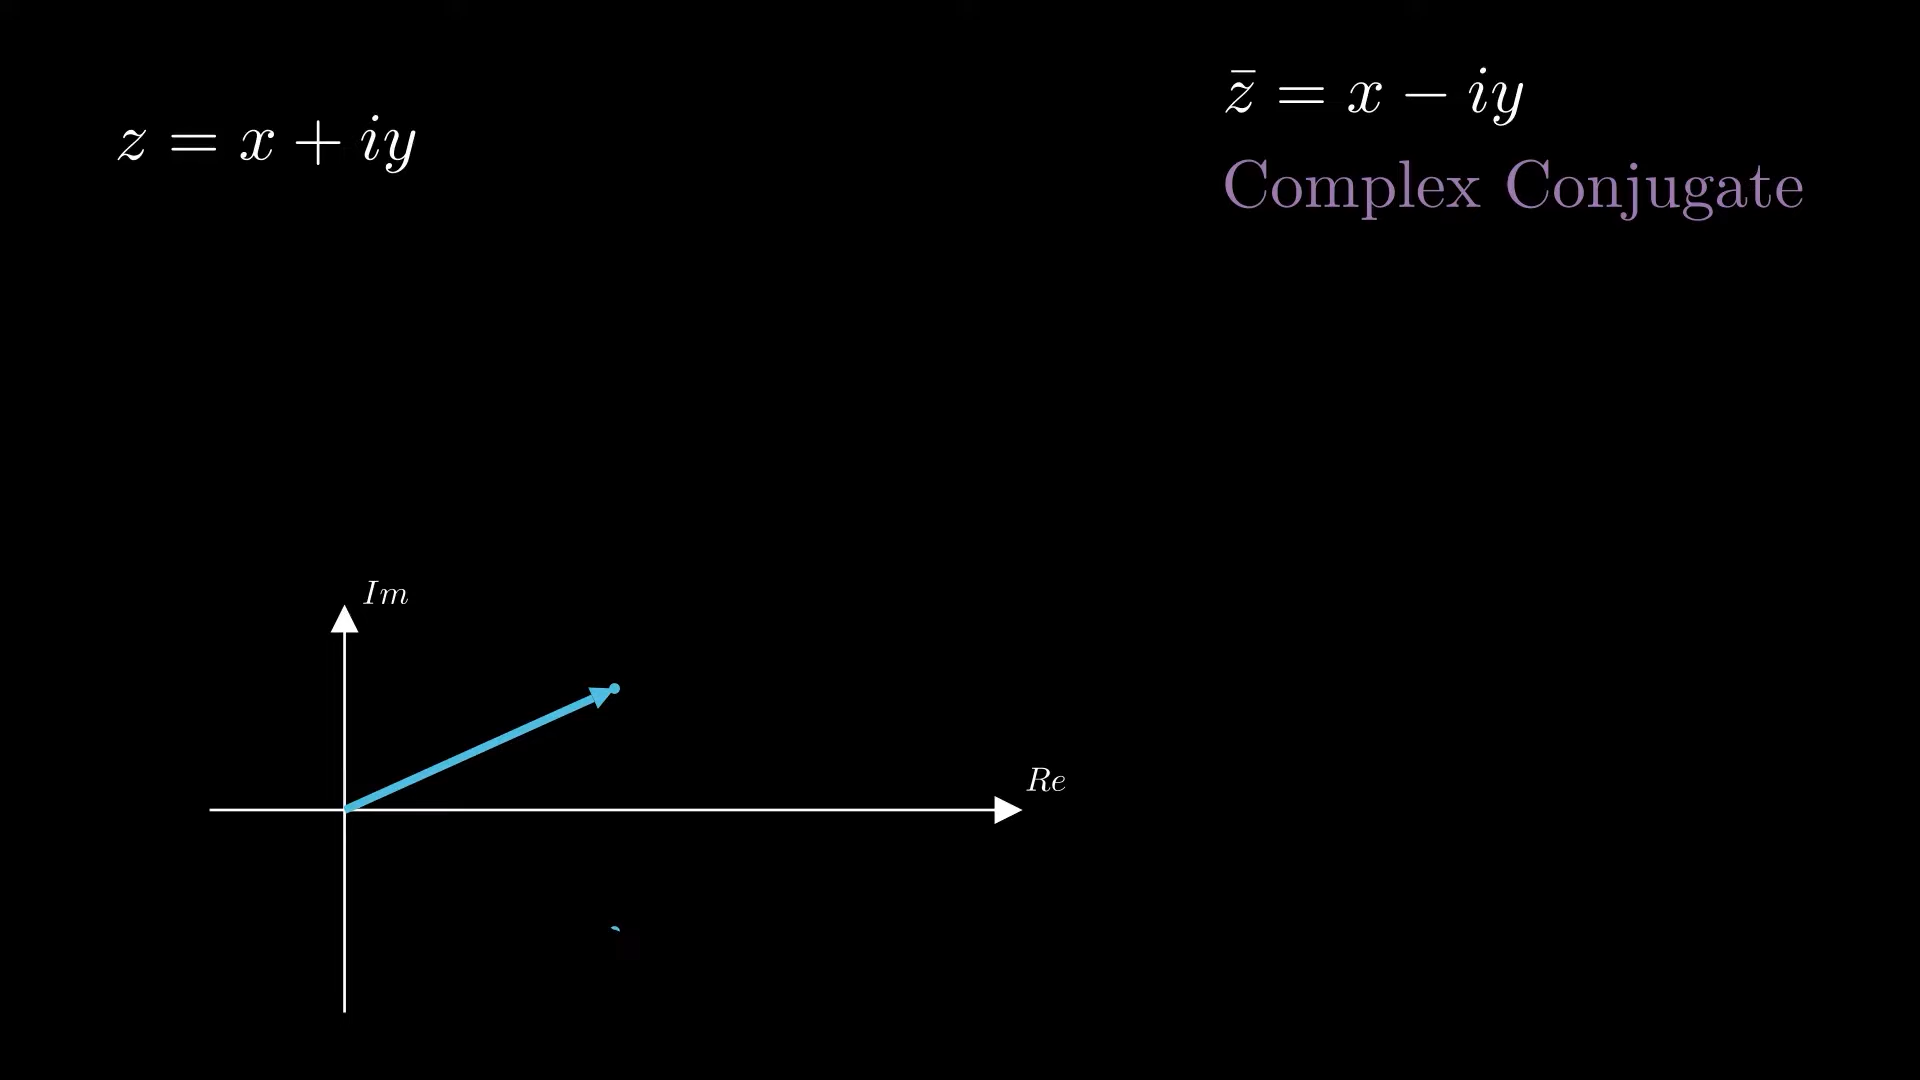 z = x + iy
z̄ = x − iy
Complex Conjugate
Im
Re